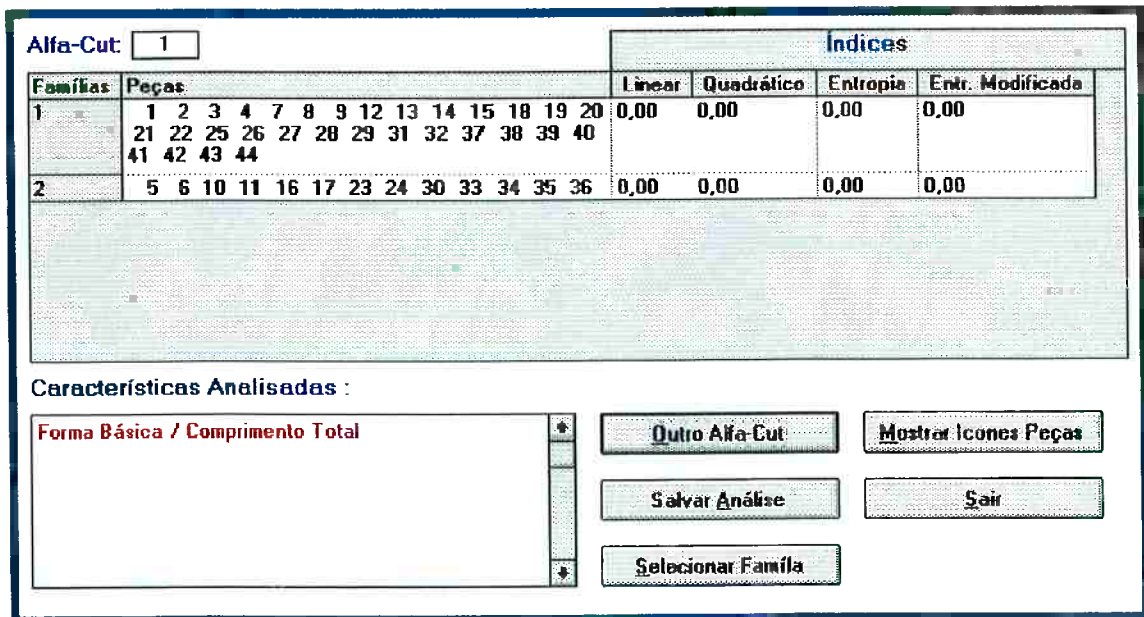 Alfa-Cut: 1
Índices
Famílias Peças Linear Quadrático Entropia Entr. Modificada
1 1 2 3 4 7 8 9 12 13 14 15 18 19 20 0,00 0,00 0,00 0,00
21 22 25 26 27 28 29 31 32 37 38 39 40
41 42 43 44
2 5 6 10 11 16 17 23 24 30 33 34 35 36 0,00 0,00 0,00 0,00
Características Analisadas :
Forma Básica / Comprimento Total
Outro Alfa-Cut Mostrar Icones Peças
Salvar Análise Sair
Selecionar Famíla